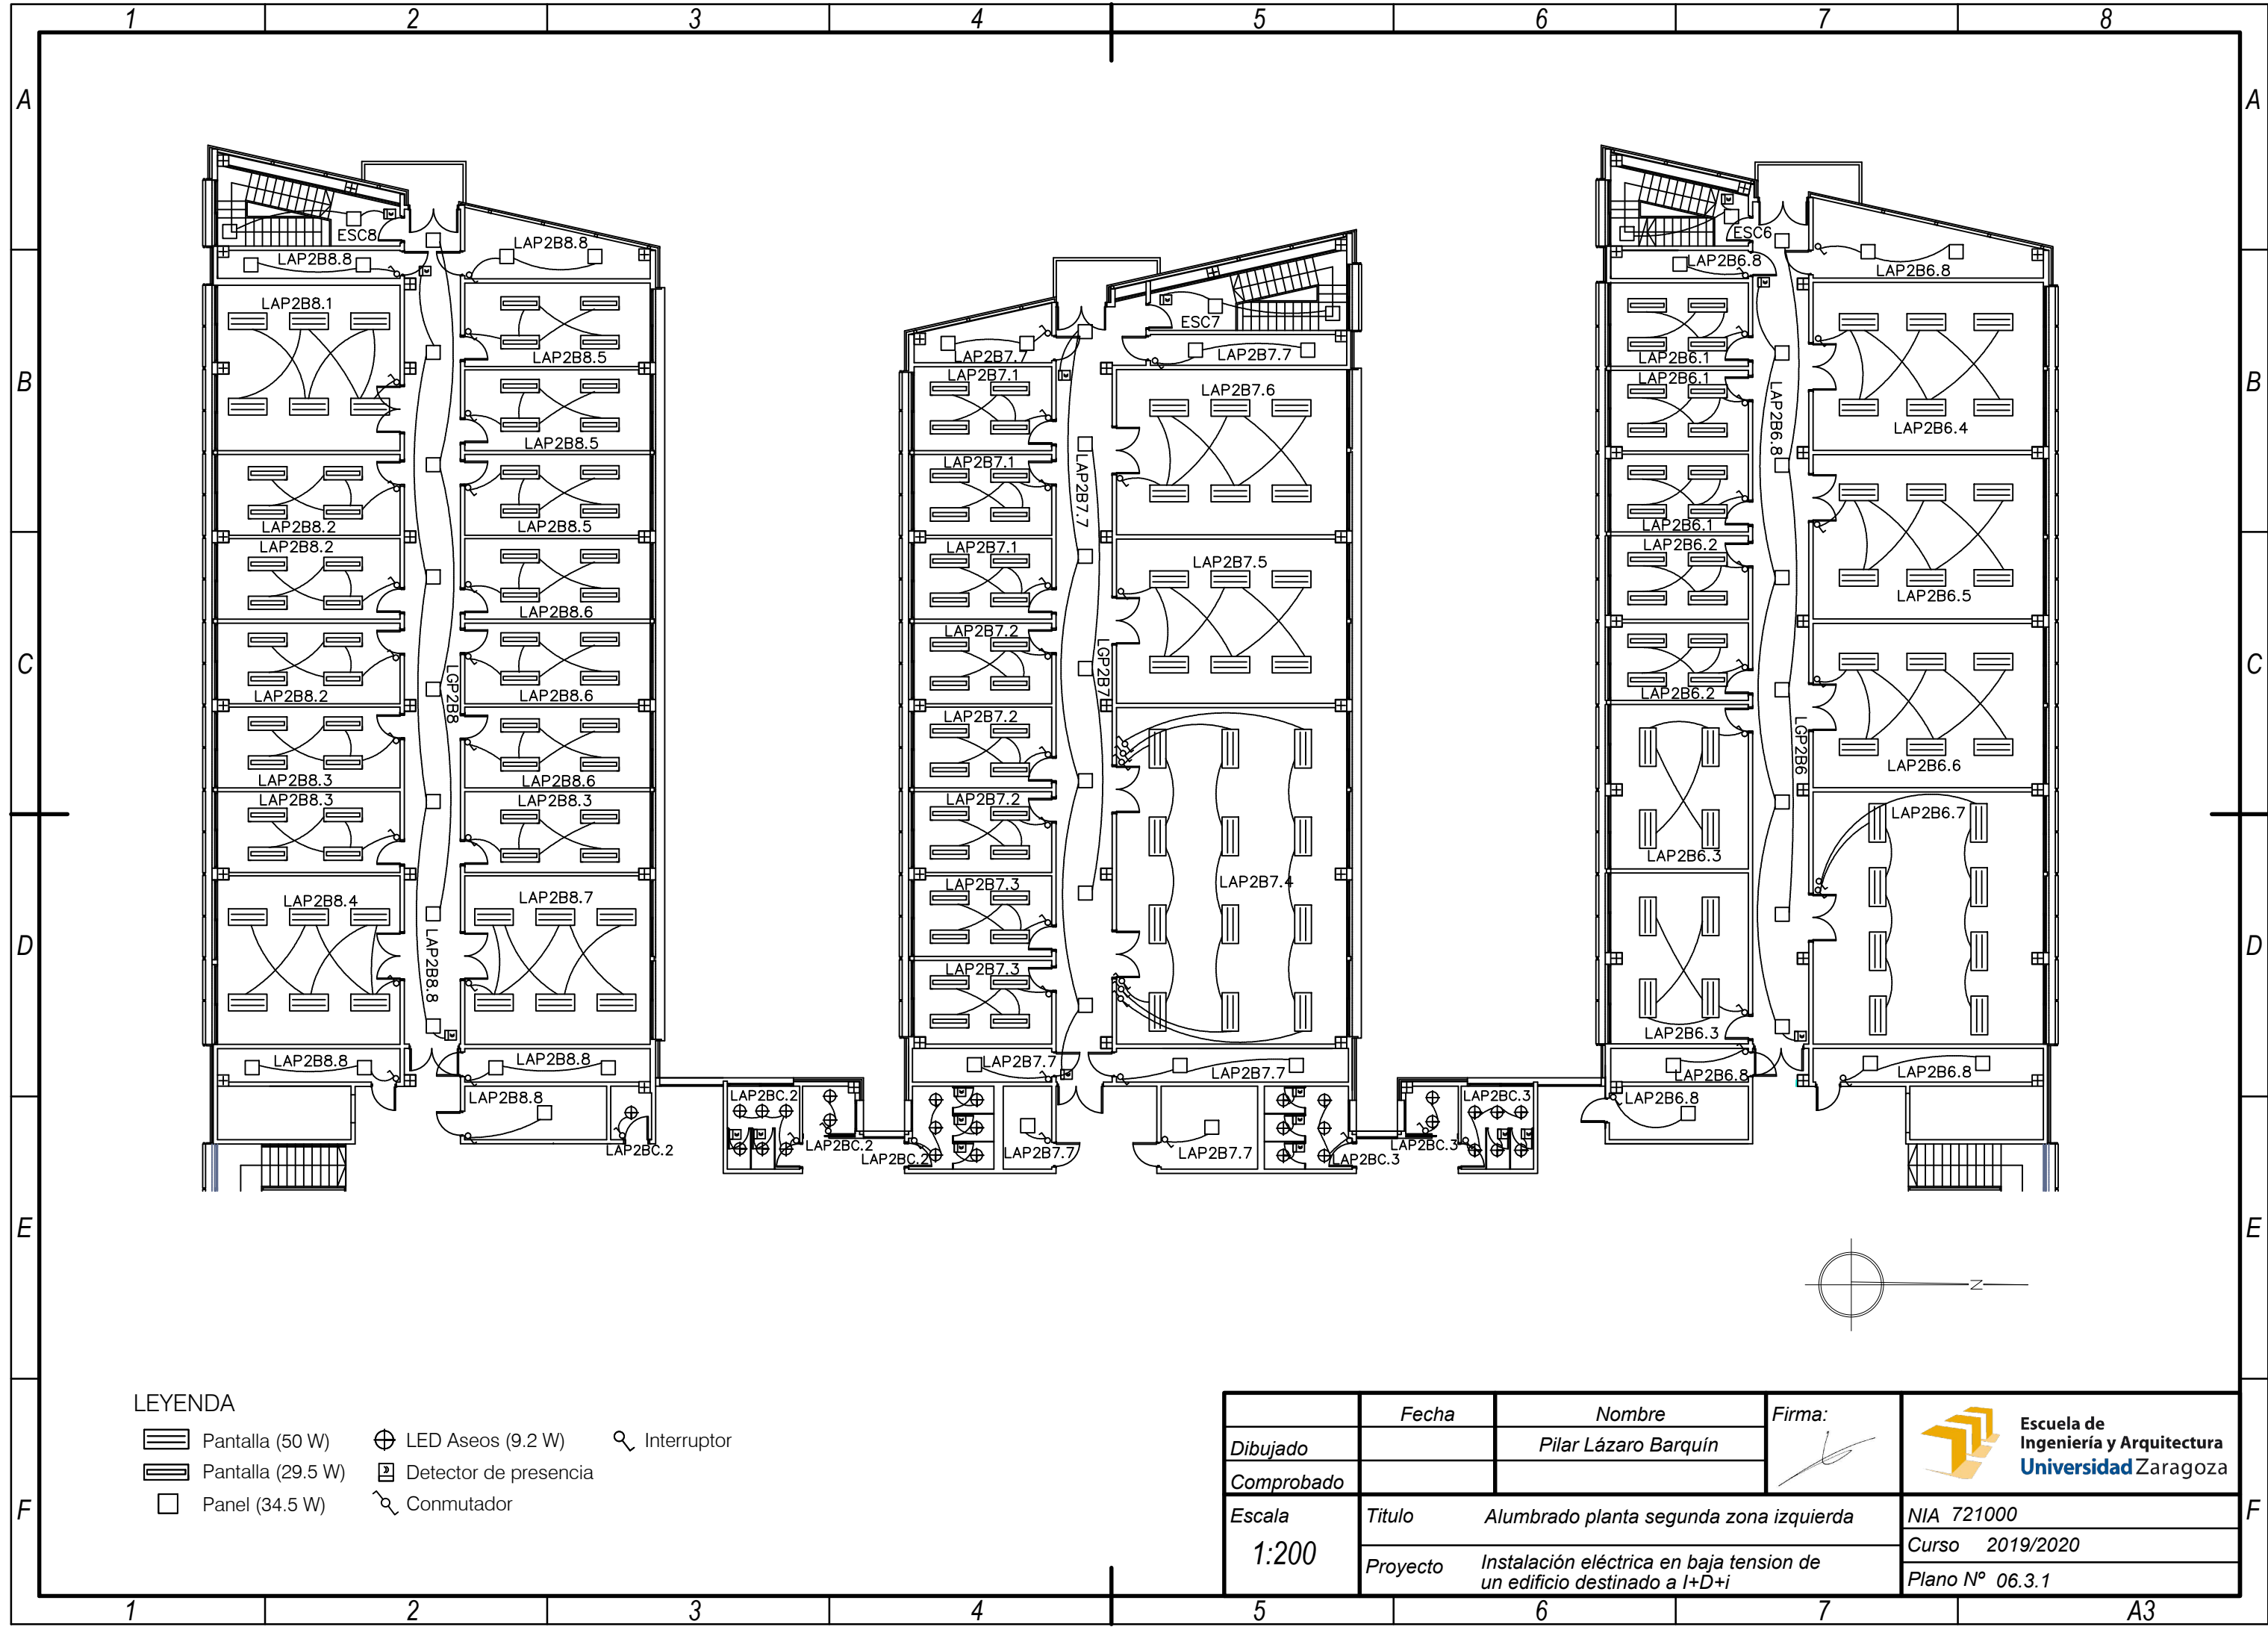 1 2 3 4 5 6 7 8
A A
B B
C C
D D
E E
F F
ESC8
LAP2B8.8
LAP2B8.8
LAP2B8.1
LAP2B8.5
LAP2B8.5
LAP2B8.2
LAP2B8.5
LAP2B8.2
LAP2B8.6
LAP2B8.2
LGP2B8
LAP2B8.6
LAP2B8.3
LAP2B8.6
LAP2B8.3
LAP2B8.3
LAP2B8.4
LAP2B8.7
LAP2B8.8
LAP2B8.8
LAP2B8.8
LAP2B8.8
LAP2BC.2
LAP2BC.2
LAP2BC.2
LAP2BC.2
ESC7
LAP2B7.7
LAP2B7.7
LAP2B7.1
LAP2B7.6
LAP2B7.1
LAP2B7.7
LAP2B7.1
LAP2B7.5
LAP2B7.2
LGP2B7
LAP2B7.2
LAP2B7.2
LAP2B7.3
LAP2B7.4
LAP2B7.3
LAP2B7.7
LAP2B7.7
LAP2B7.7
LAP2B7.7
LAP2BC.3
LAP2BC.3
LAP2BC.3
ESC6
LAP2B6.8
LAP2B6.8
LAP2B6.1
LAP2B6.1
LAP2B6.8
LAP2B6.4
LAP2B6.1
LAP2B6.2
LAP2B6.5
LAP2B6.2
LGP2B6
LAP2B6.6
LAP2B6.7
LAP2B6.3
LAP2B6.3
LAP2B6.8
LAP2B6.8
LAP2B6.8
N
LEYENDA
Pantalla (50 W) LED Aseos (9.2 W) Interruptor
Pantalla (29.5 W) Detector de presencia
Panel (34.5 W) Conmutador
Fecha Nombre Firma:
Dibujado Pilar Lázaro Barquín
Comprobado
Escuela de
Ingeniería y Arquitectura
Universidad Zaragoza
Escala
1:200
Titulo Alumbrado planta segunda zona izquierda
Proyecto Instalación eléctrica en baja tension de
un edificio destinado a I+D+i
NIA 721000
Curso 2019/2020
Plano Nº 06.3.1
1 2 3 4 5 6 7 A3